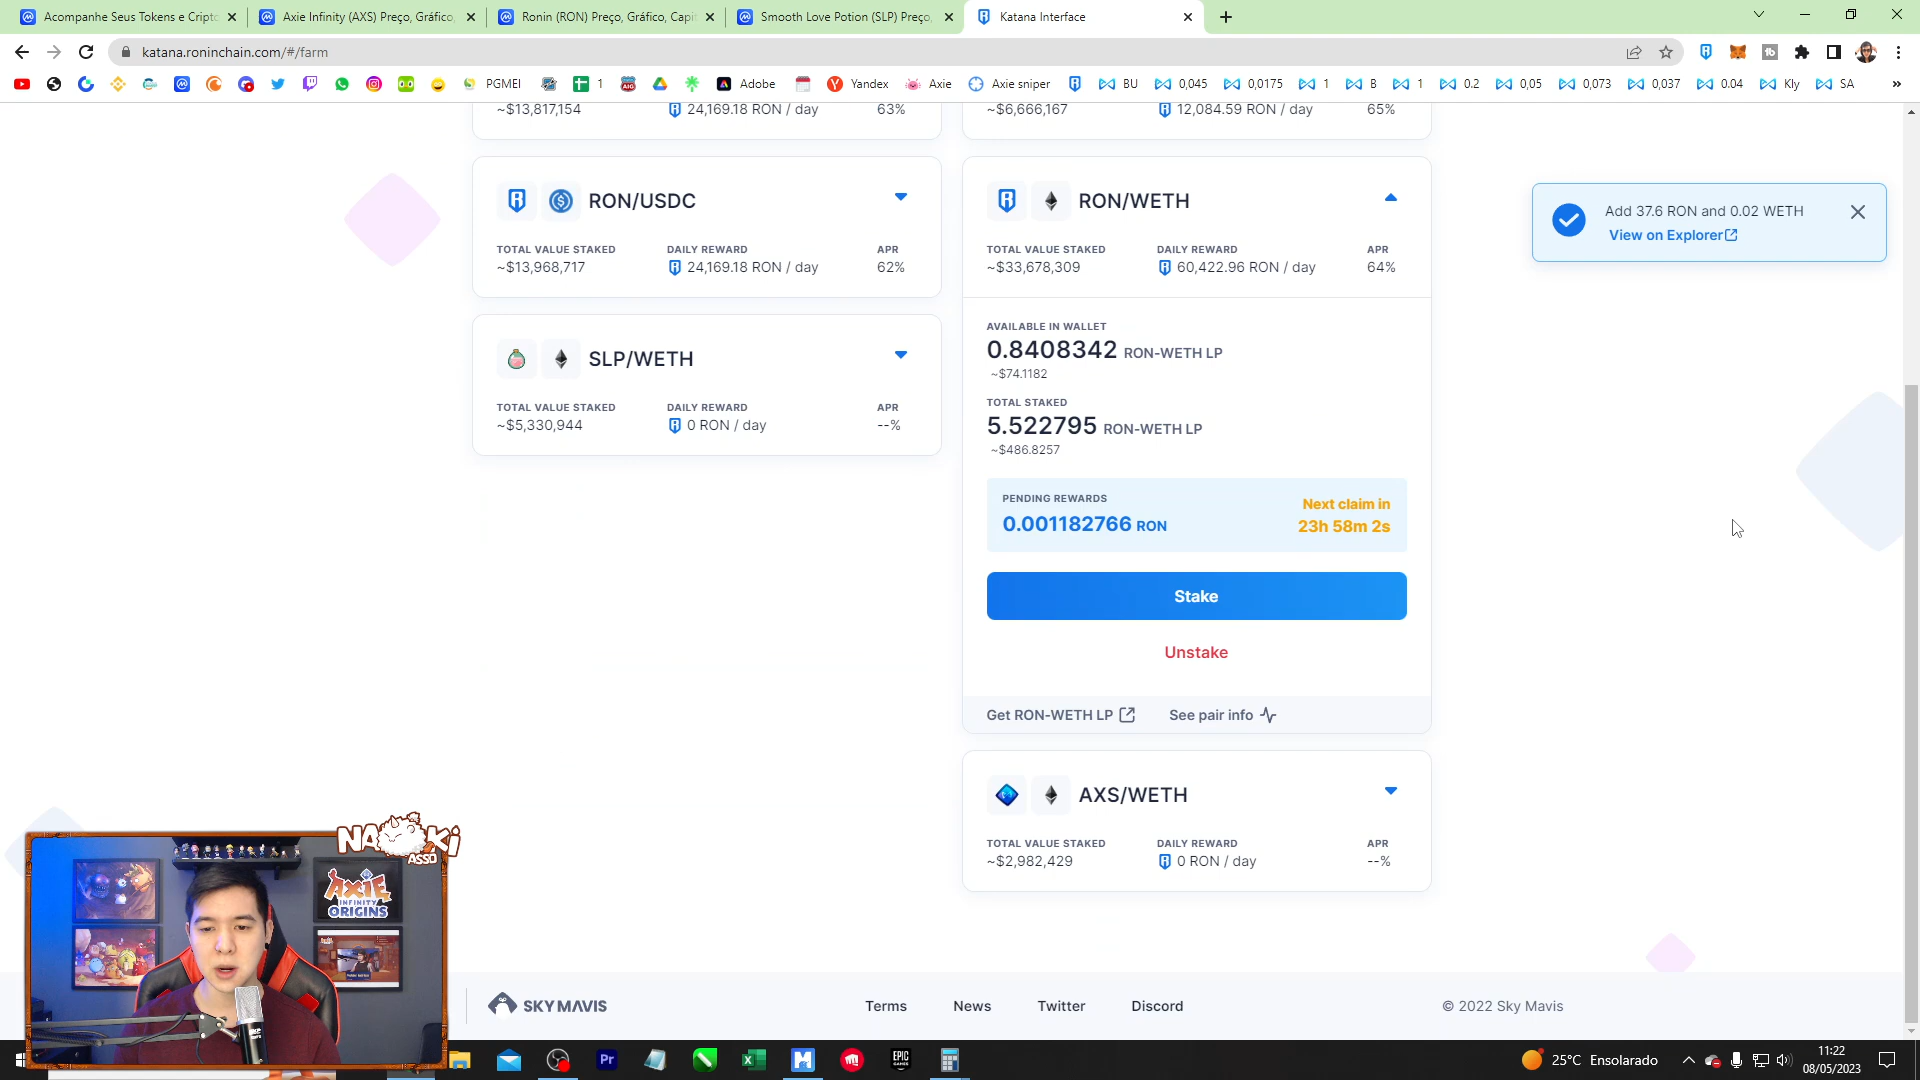 Acompanhe Seus Tokens e Cripto
Axie Infinity (AXS) Preço, Gráfico,
Ronin (RON) Preço, Gráfico, Capit
Smooth Love Potion (SLP) Preço,
Katana Interface
katana.roninchain.com/#/farm
PGMEI
1
Adobe
Yandex
Axie
Axie sniper
BU
0,045
0,0175
1
B
1
0.2
0,05
0,073
0,037
0.04
Kly
SA
~$13,817,154
24,169.18 RON / day
63%
~$6,666,167
12,084.59 RON / day
65%
RON/USDC
TOTAL VALUE STAKED
DAILY REWARD
APR
~$13,968,717
24,169.18 RON / day
62%
RON/WETH
TOTAL VALUE STAKED
DAILY REWARD
APR
~$33,678,309
60,422.96 RON / day
64%
Add 37.6 RON and 0.02 WETH
View on Explorer
SLP/WETH
TOTAL VALUE STAKED
DAILY REWARD
APR
~$5,330,944
0 RON / day
--%
AVAILABLE IN WALLET
0.8408342 RON-WETH LP
~$74.1182
TOTAL STAKED
5.522795 RON-WETH LP
~$486.8257
PENDING REWARDS
0.001182766 RON
Next claim in
23h 58m 2s
Stake
Unstake
Get RON-WETH LP
See pair info
AXS/WETH
TOTAL VALUE STAKED
DAILY REWARD
APR
~$2,982,429
0 RON / day
--%
NAOKI
ASSO
AXIE
INFINITY
ORIGINS
SKY MAVIS
Terms
News
Twitter
Discord
© 2022 Sky Mavis
Pr
EPIC
GAMES
25°C Ensolarado
11:22
08/05/2023